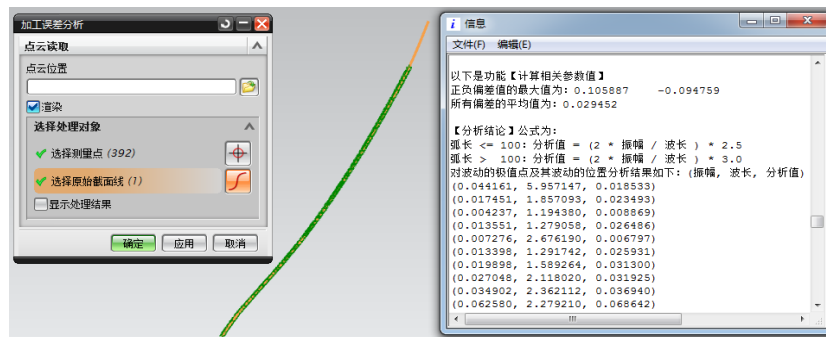 加工误差分析
点云读取
点云位置
渲染
选择处理对象
选择测量点 (392)
选择原始截面线 (1)
显示处理结果
确定 应用 取消
信息
文件(F) 编辑(E)
以下是功能【计算相关参数值】
正负偏差值的最大值为: 0.105887 -0.094759
所有偏差的平均值为: 0.029452
【分析结论】公式为:
弧长 <= 100: 分析值 = (2 * 振幅 / 波长 ) * 2.5
弧长 > 100: 分析值 = (2 * 振幅 / 波长 ) * 3.0
对波动的极值点及其波动的位置分析结果如下: (振幅, 波长, 分析值)
(0.044161, 5.957147, 0.018533)
(0.017451, 1.857093, 0.023493)
(0.004237, 1.194380, 0.008869)
(0.013551, 1.279058, 0.026486)
(0.007276, 2.676190, 0.006797)
(0.013398, 1.291742, 0.025931)
(0.019898, 1.589264, 0.031300)
(0.027048, 2.118020, 0.031925)
(0.034902, 2.362112, 0.036940)
(0.062580, 2.279210, 0.068642)